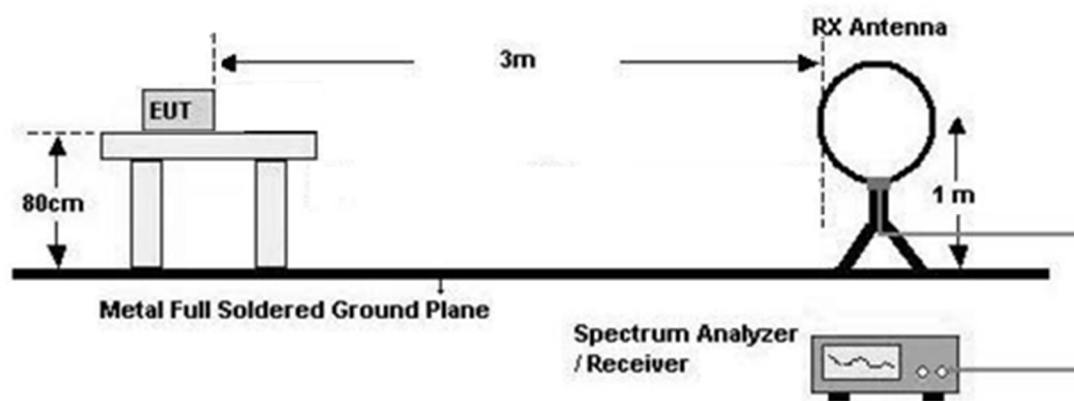 RX Antenna
3m
EUT
80cm
1 m
Metal Full Soldered Ground Plane
Spectrum Analyzer
/ Receiver